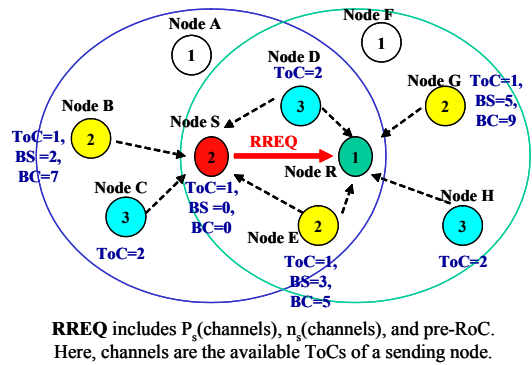 Node A
1
Node F
1
Node D
ToC=2
3
Node G
2
ToC=1,
BS=5,
BC=9
Node B
2
ToC=1,
BS =2,
BC=7
Node S
2
RREQ
1
Node R
ToC=1,
BS =0,
BC=0
Node C
3
ToC=2
Node E
2
ToC=1,
BS=3,
BC=5
Node H
3
ToC=2
RREQ includes Ps(channels), ns(channels), and pre-RoC.
Here, channels are the available ToCs of a sending node.